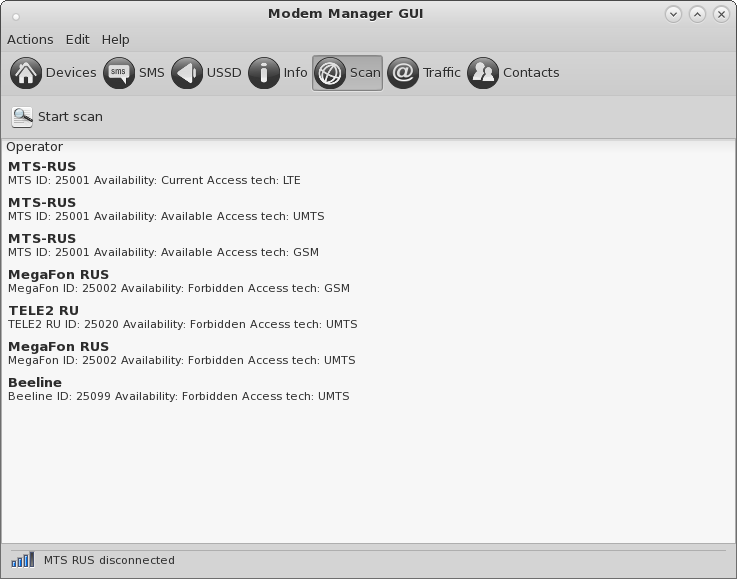 Modem Manager GUI
Actions Edit Help
Devices sms SMS USSD Info Scan @ Traffic Contacts
Start scan
Operator
MTS-RUS
MTS ID: 25001 Availability: Current Access tech: LTE
MTS-RUS
MTS ID: 25001 Availability: Available Access tech: UMTS
MTS-RUS
MTS ID: 25001 Availability: Available Access tech: GSM
MegaFon RUS
MegaFon ID: 25002 Availability: Forbidden Access tech: GSM
TELE2 RU
TELE2 RU ID: 25020 Availability: Forbidden Access tech: UMTS
MegaFon RUS
MegaFon ID: 25002 Availability: Forbidden Access tech: UMTS
Beeline
Beeline ID: 25099 Availability: Forbidden Access tech: UMTS
MTS RUS disconnected